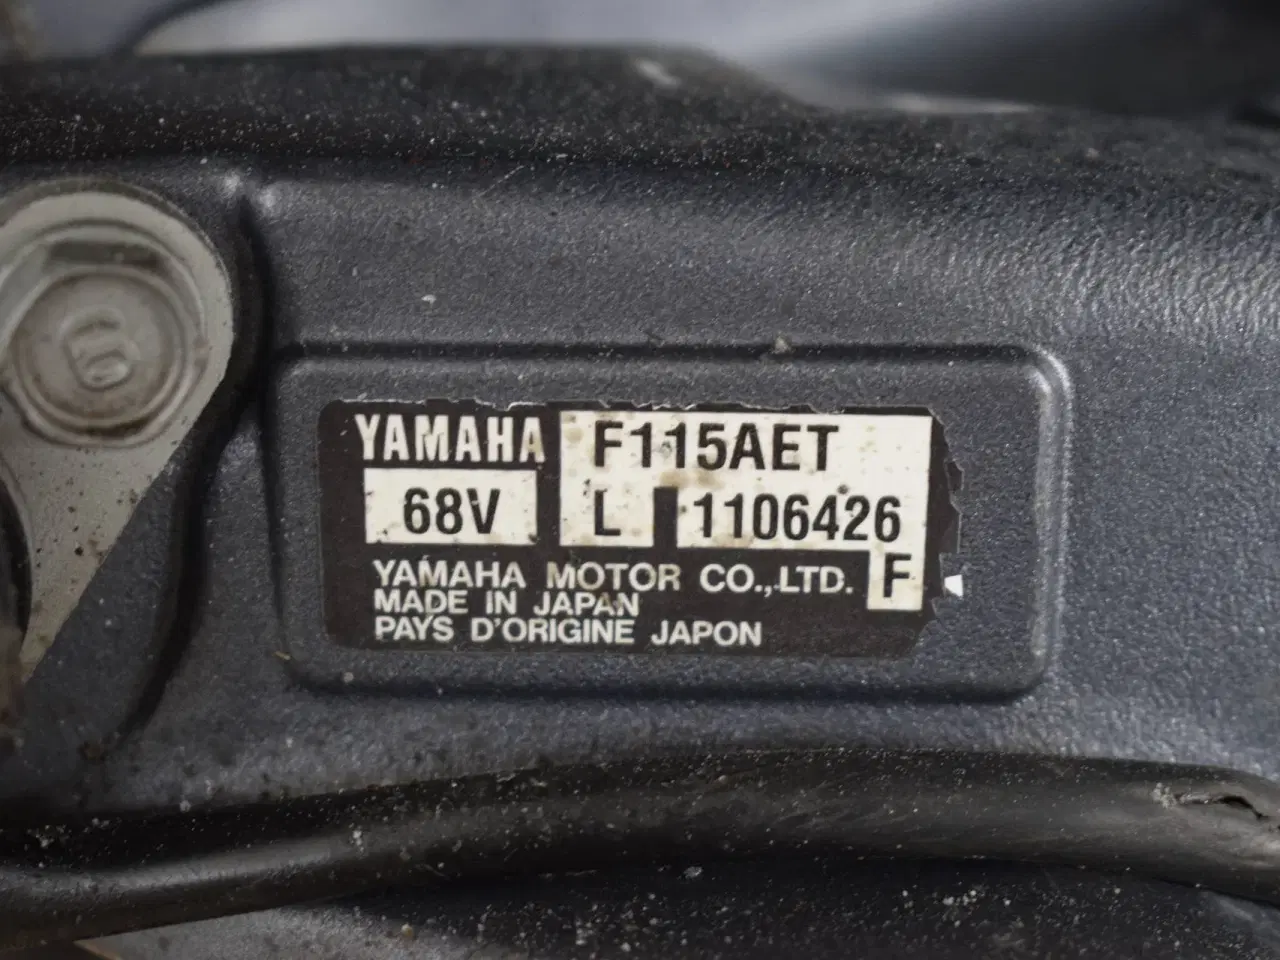 YAMAHA F115AET
68V L 1106426
F
YAMAHA MOTOR CO.,LTD.
MADE IN JAPAN
PAYS D'ORIGINE JAPON